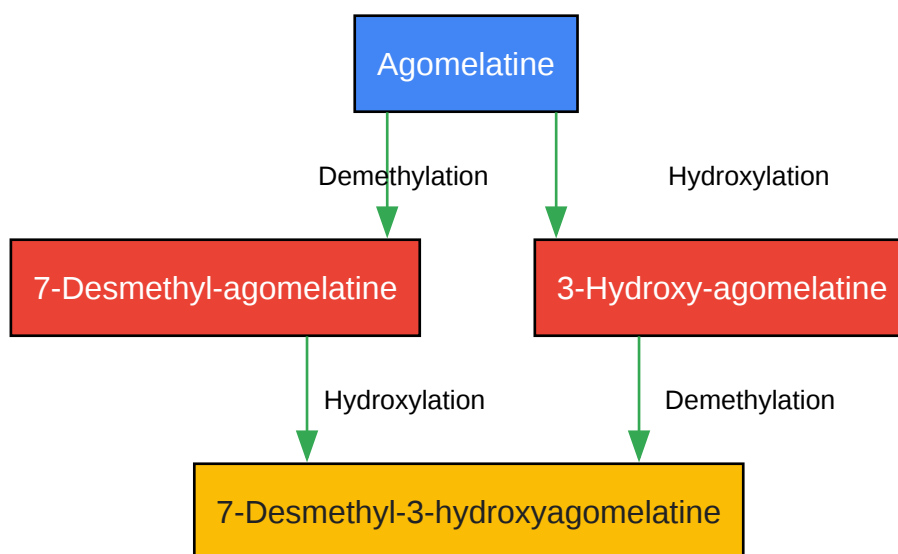 Agomelatine
Demethylation
Hydroxylation
7-Desmethyl-agomelatine
3-Hydroxy-agomelatine
Hydroxylation
Demethylation
7-Desmethyl-3-hydroxyagomelatine